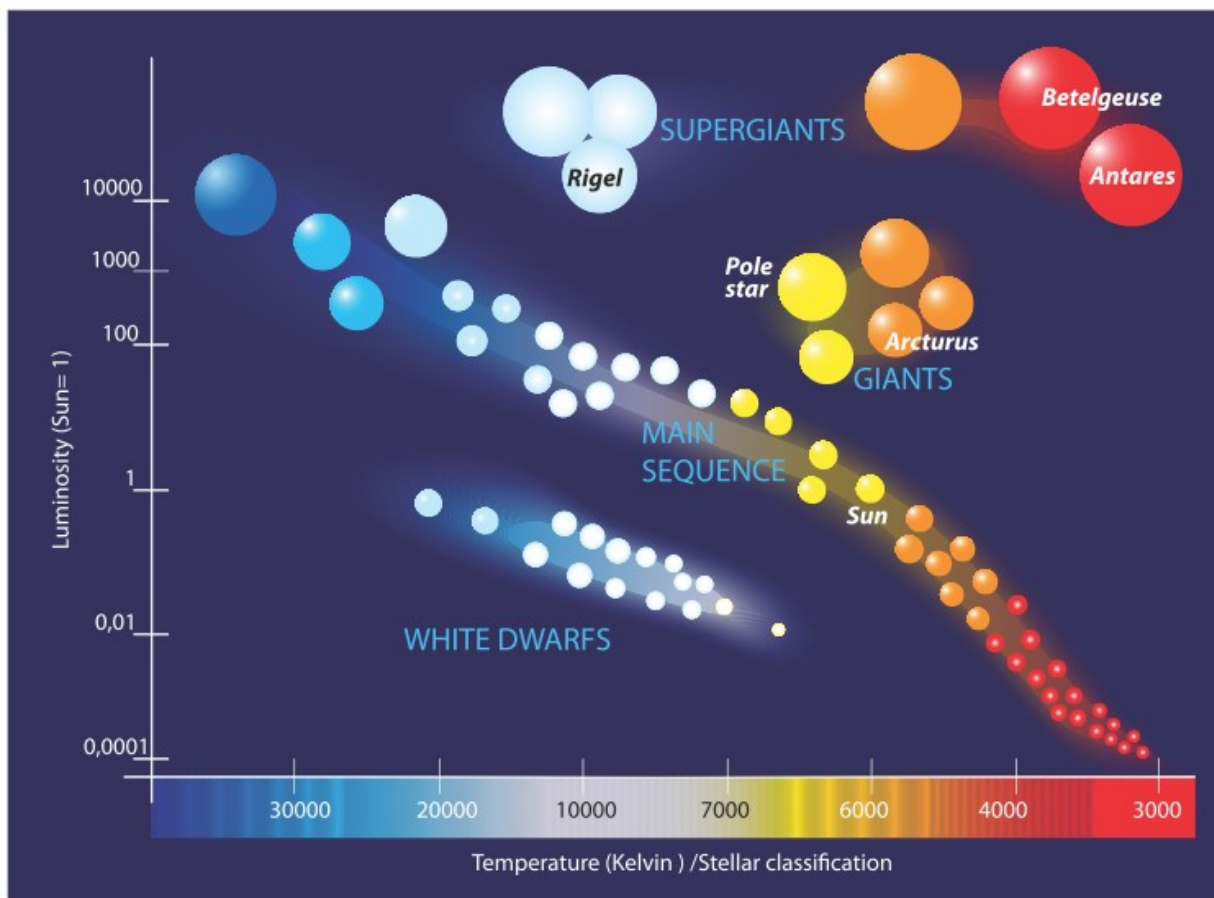 Betelgeuse
SUPERGIANTS
Rigel
Antares
10000
1000
100
1
0,01
0,0001
Luminosity (Sun= 1)
Pole
star
Arcturus
GIANTS
MAIN
SEQUENCE
Sun
WHITE DWARFS
30000 20000 10000 7000 6000 4000 3000
Temperature (Kelvin ) /Stellar classification